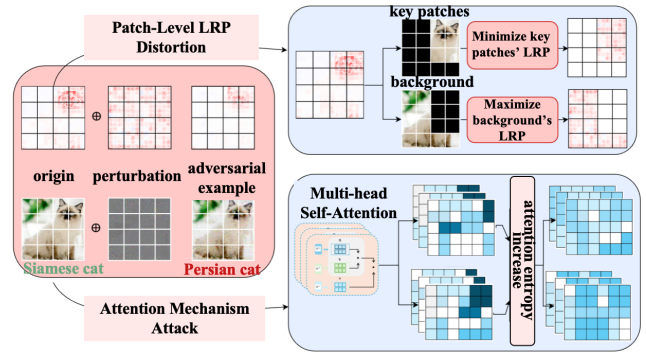 Patch-Level LRP
Distortion
origin
perturbation
adversarial
example
Siamese cat
Persian cat
Attention Mechanism
Attack
key patches
background
Minimize key
patches' LRP
Maximize
background's
LRP
Multi-head
Self-Attention
attention entropy
increase